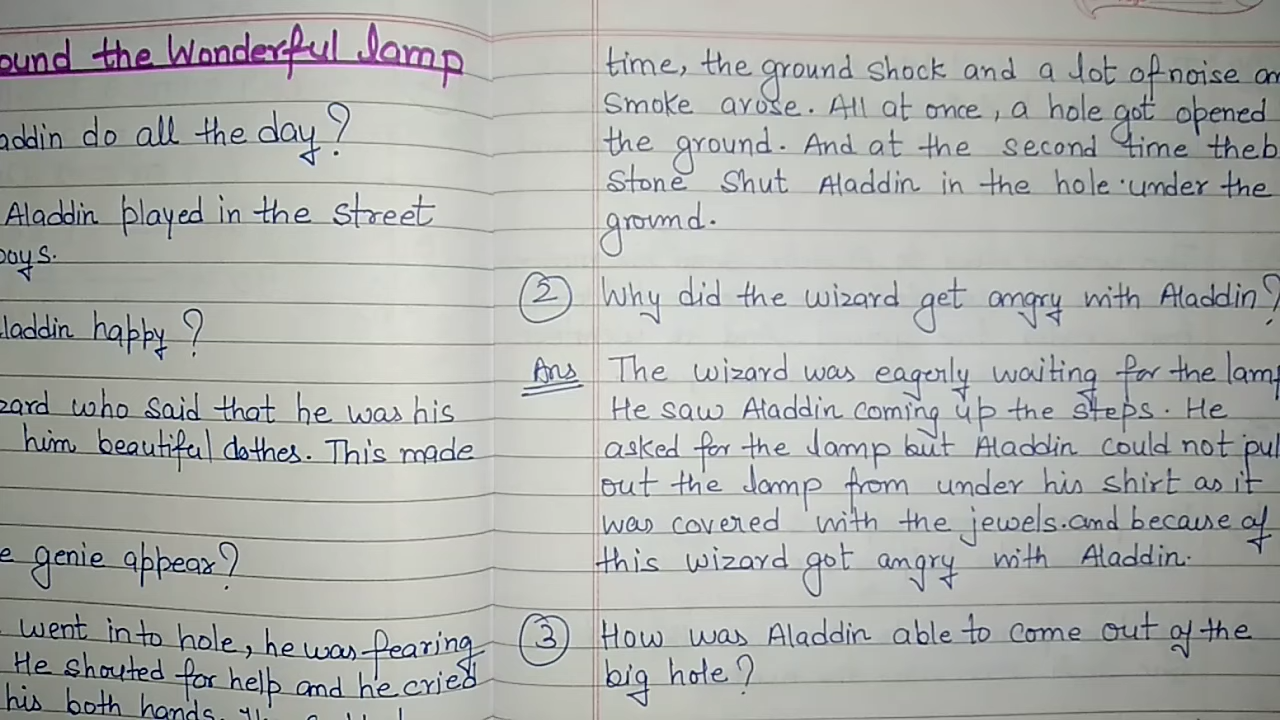 ound the Wonderful lamp
addin do all the day?
Aladdin played in the street
boys.
laddin happy?
zard who said that he was his
him beautiful clothes. This made
e genie appear?
went into hole, he was fearing
He shouted for help and he cried
his both hands.
time, the ground shock and a lot of noise an
smoke arose. All at once, a hole got opened
the ground. And at the second time the b
stone shut Aladdin in the hole under the
ground.
2 Why did the wizard get angry with Aladdin?
Ans The wizard was eagerly waiting for the lamp
He saw Aladdin coming up the steps. He
asked for the lamp but Aladdin could not pul
out the lamp from under his shirt as it
was covered with the jewels. and because of
this wizard got angry with Aladdin.
3 How was Aladdin able to come out of the
big hole?